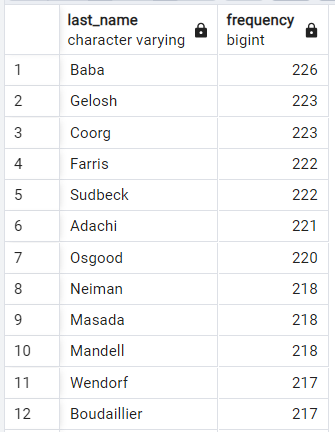 last_name frequency
character varying bigint
1 Baba 226
2 Gelosh 223
3 Coorg 223
4 Farris 222
5 Sudbeck 222
6 Adachi 221
7 Osgood 220
8 Neiman 218
9 Masada 218
10 Mandell 218
11 Wendorf 217
12 Boudaillier 217